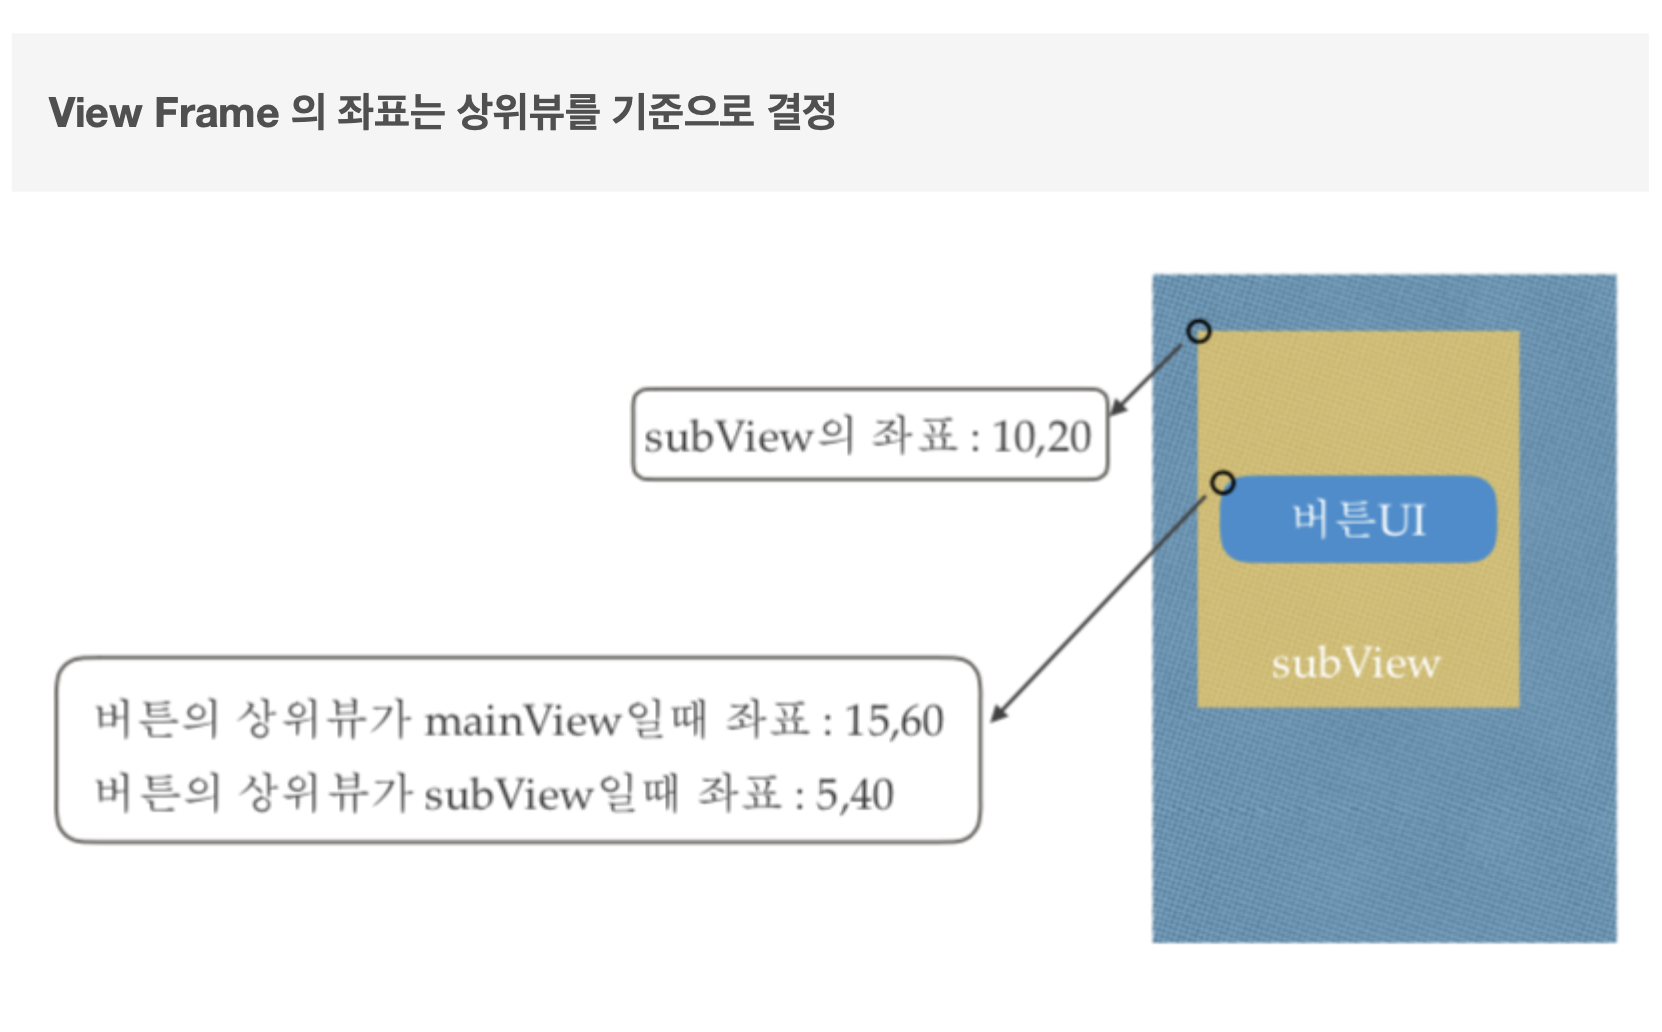 View Frame 의 좌표는 상위뷰를 기준으로 결정
subView의 좌표 : 10,20
버튼UI
subView
버튼의 상위뷰가 mainView일때 좌표 : 15,60
버튼의 상위뷰가 subView일때 좌표 : 5,40